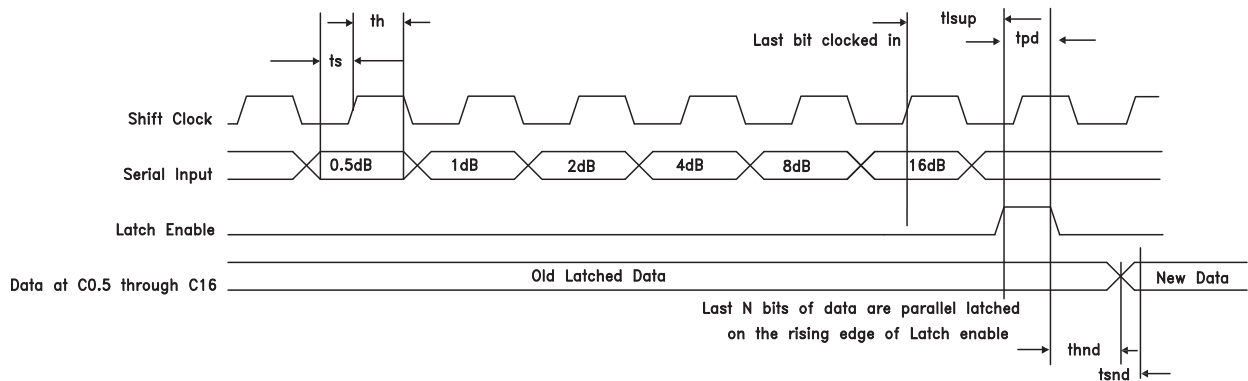 th
tlsup
Last bit clocked in
tpd
ts
Shift Clock
Serial Input
0.5dB
1dB
2dB
4dB
8dB
16dB
Latch Enable
Data at C0.5 through C16
Old Latched Data
New Data
Last N bits of data are parallel latched
on the rising edge of Latch enable
thnd
tsnd